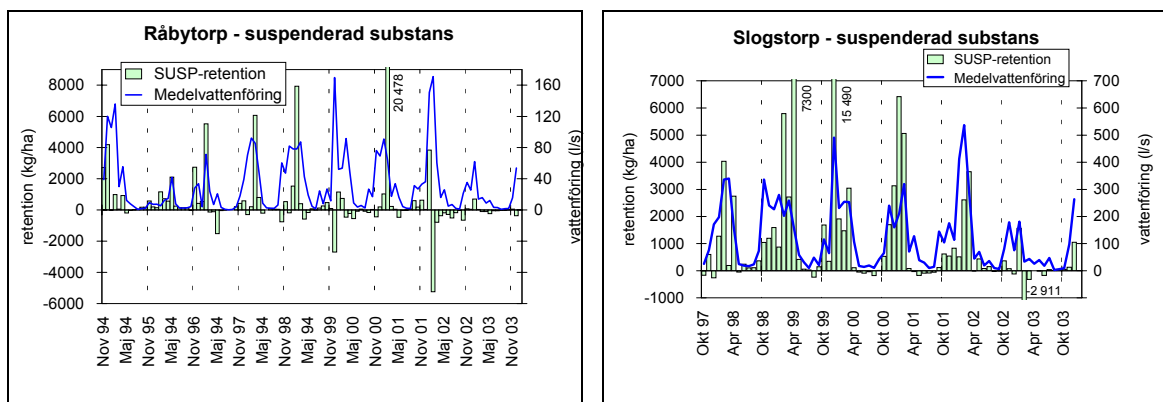 Råbytorp - suspenderad substans
SUSP-retention
Medelvattenföring
retention (kg/ha)
8000
6000
4000
2000
0
-2000
-4000
-6000
20 478
160
120
80
40
0
vattenföring (l/s)
Nov 94
Maj 94
Nov 95
Maj 94
Nov 96
Maj 94
Nov 97
Maj 94
Nov 98
Maj 99
Nov 99
Maj 00
Nov 00
Maj 01
Nov 01
Maj 02
Nov 02
Maj 03
Nov 03
Slogstorp - suspenderad substans
SUSP-retention
Medelvattenföring
retention (kg/ha)
7000
6000
5000
4000
3000
2000
1000
0
-1000
7300
15 490
-2 911
700
600
500
400
300
200
100
0
vattenföring (l/s)
Okt 97
Apr 98
Okt 98
Apr 99
Okt 99
Apr 00
Okt 00
Apr 01
Okt 01
Apr 02
Okt 02
Apr 03
Okt 03